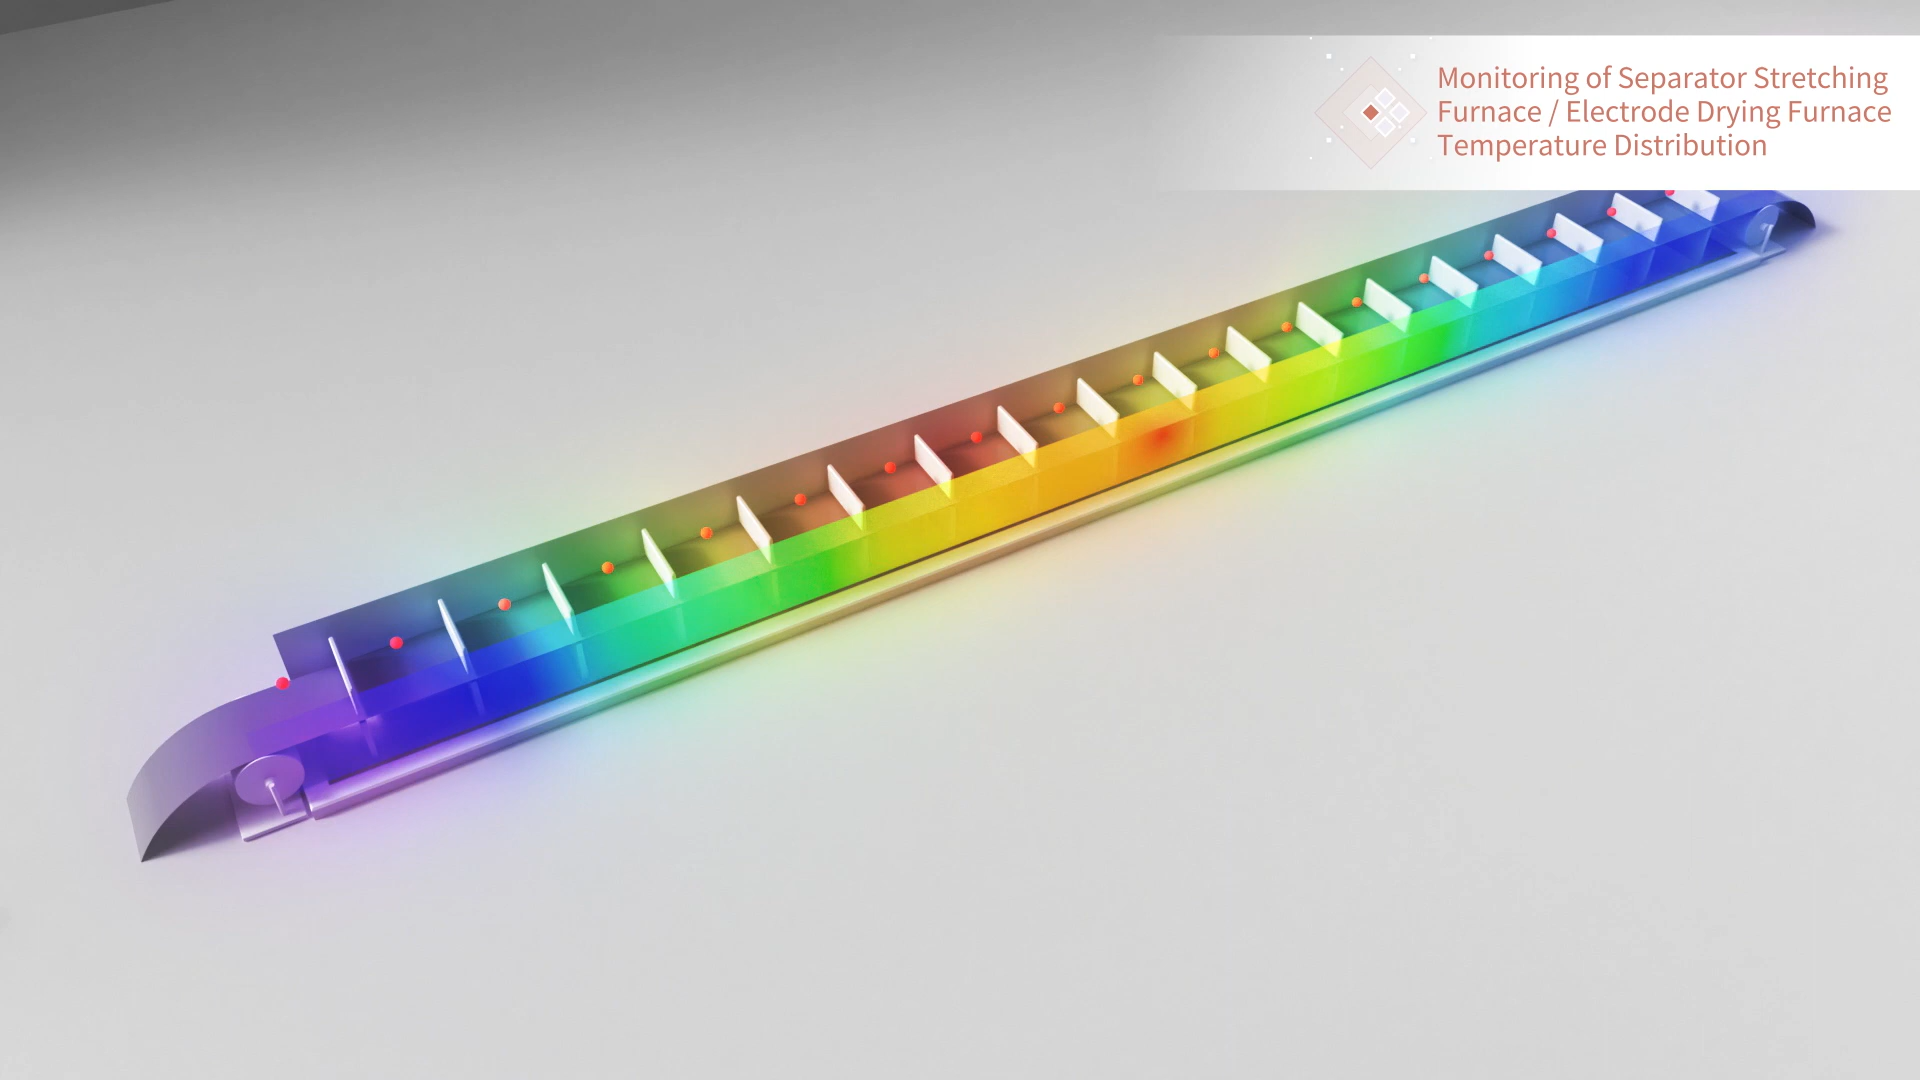 Monitoring of Separator Stretching
Furnace / Electrode Drying Furnace
Temperature Distribution